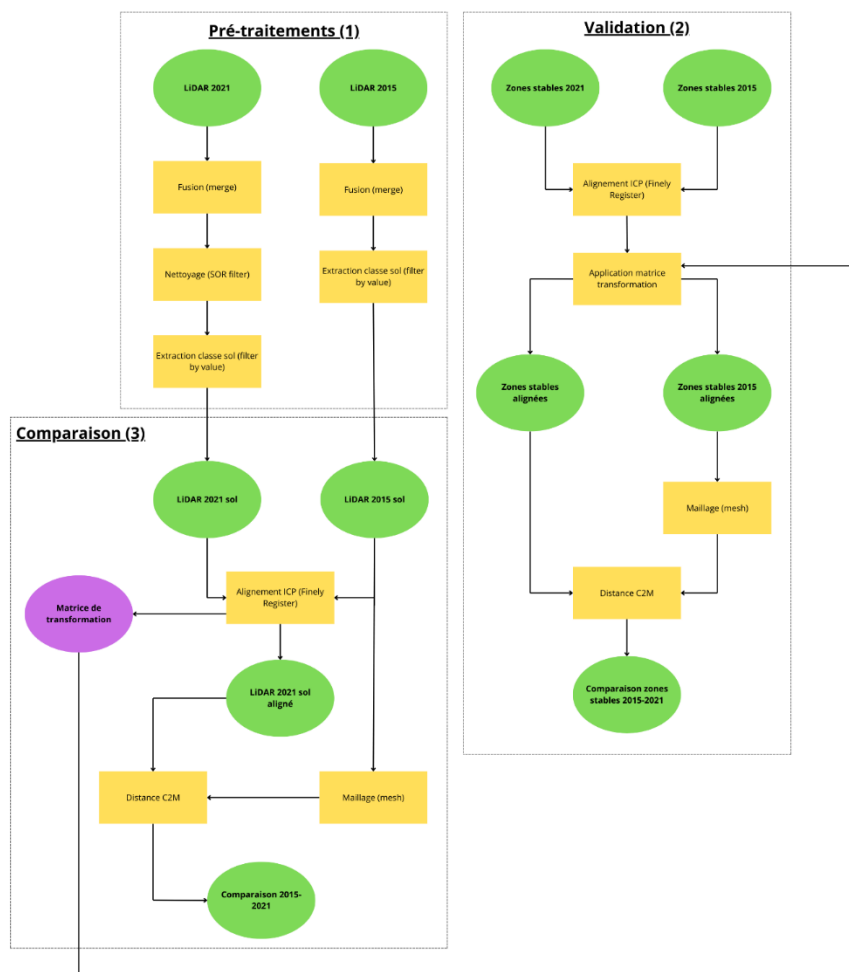 Pré-traitements (1)
LiDAR 2021
LiDAR 2015
Fusion (merge)
Fusion (merge)
Nettoyage (SOR filter)
Extraction classe sol (filter
by value)
Extraction classe sol (filter
by value)
Validation (2)
Zones stables 2021
Zones stables 2015
Alignement ICP (Finely
Register)
Application matrice
transformation
Zones stables
alignées
Zones stables 2015
alignées
Maillage (mesh)
Distance C2M
Comparaison zones
stables 2015-2021
Comparaison (3)
LiDAR 2021 sol
LiDAR 2015 sol
Alignement ICP (Finely
Register)
Matrice de
transformation
LiDAR 2021 sol
aligné
Distance C2M
Maillage (mesh)
Comparaison 2015-
2021